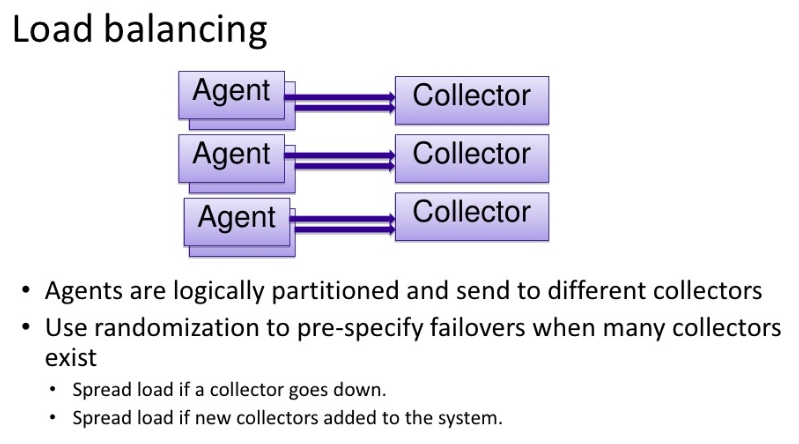 Load balancing
Agent
Collector
Agent
Collector
Agent
Collector
• Agents are logically partitioned and send to different collectors
• Use randomization to pre-specify failovers when many collectors
exist
• Spread load if a collector goes down.
• Spread load if new collectors added to the system.